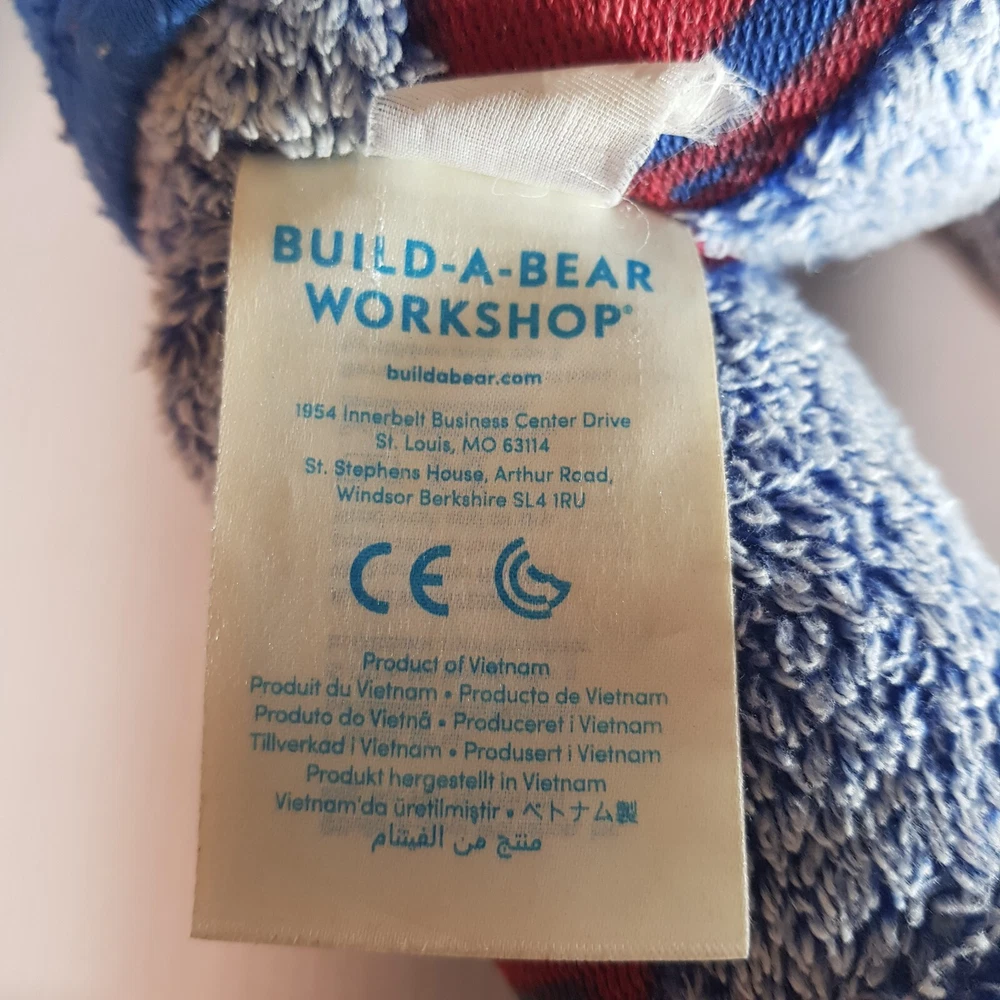 BUILD-A-BEAR
WORKSHOP®
buildabear.com
1954 Innerbelt Business Center Drive
St. Louis, MO 63114
St. Stephens House, Arthur Road,
Windsor Berkshire SL4 1RU
CE
Product of Vietnam
Produit du Vietnam • Producto de Vietnam
Produto do Vietnã • Produceret i Vietnam
Tillverkad i Vietnam • Produsert i Vietnam
Produkt hergestellt in Vietnam
Vietnam'da üretilmiştir • ベトナム製
منتج من الفيتنام